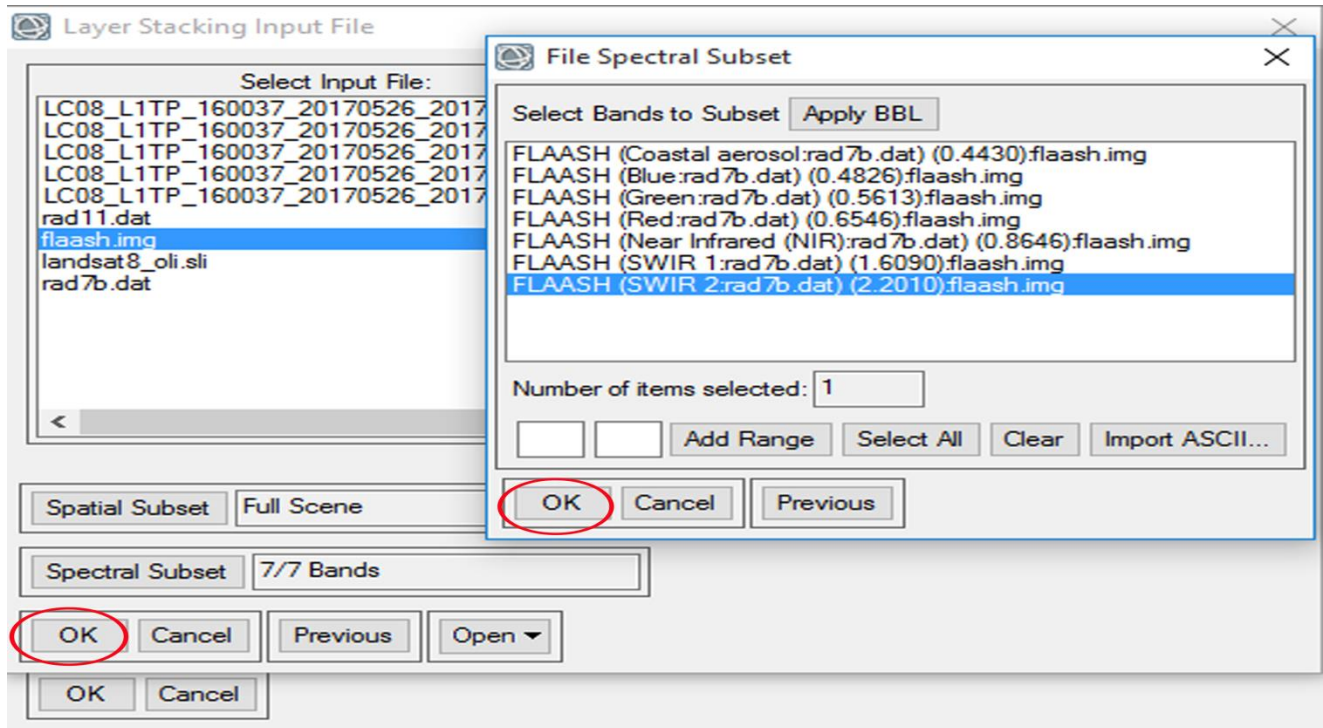 Layer Stacking Input File
Select Input File:
LC08_L1TP_160037_20170526_2017
LC08_L1TP_160037_20170526_2017
LC08_L1TP_160037_20170526_2017
LC08_L1TP_160037_20170526_2017
LC08_L1TP_160037_20170526_2017
rad11.dat
flaash.img
landsat8_oli.sli
rad7b.dat
Spatial Subset Full Scene
Spectral Subset 7/7 Bands
OK Cancel Previous Open
OK Cancel
File Spectral Subset
Select Bands to Subset Apply BBL
FLAASH (Coastal aerosol:rad7b.dat) (0.4430):flaash.img
FLAASH (Blue:rad7b.dat) (0.4826):flaash.img
FLAASH (Green:rad7b.dat) (0.5613):flaash.img
FLAASH (Red:rad7b.dat) (0.6546):flaash.img
FLAASH (Near Infrared (NIR):rad7b.dat) (0.8646):flaash.img
FLAASH (SWIR 1:rad7b.dat) (1.6090):flaash.img
FLAASH (SWIR 2:rad7b.dat) (2.2010):flaash.img
Number of items selected: 1
Add Range Select All Clear Import ASCII...
OK Cancel Previous